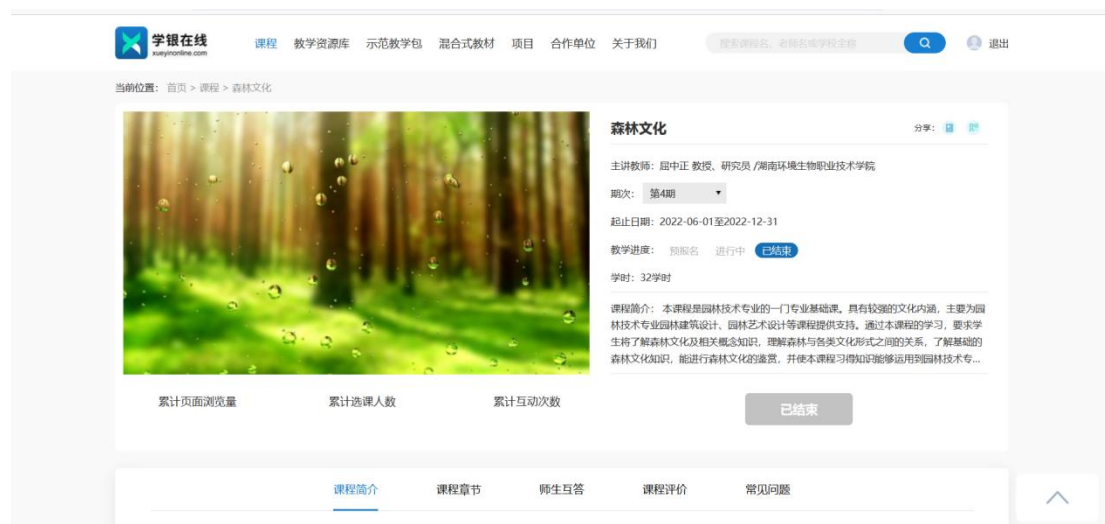 学银在线
xueyinonline.com
课程 教学资源库 示范教学包 混合式教材 项目 合作单位 关于我们 搜索课程名、老师名或学校全称 退出
当前位置: 首页 > 课程 > 森林文化
森林文化
分享:
主讲教师: 屈中正 教授、研究员 /湖南环境生物职业技术学院
期次: 第4期
起止日期: 2022-06-01至2022-12-31
教学进度: 预报名 进行中 已结束
学时: 32学时
课程简介: 本课程是园林技术专业的一门专业基础课，具有较强的文化内涵，主要为园
林技术专业园林建筑设计、园林艺术设计等课程提供支持。通过本课程的学习，要求学
生将了解森林文化及相关概念知识，理解森林与各类文化形式之间的关系，了解基础的
森林文化知识，能进行森林文化的鉴赏，并使本课程习得知识能够运用到园林技术专...
累计页面浏览量 累计选课人数 累计互动次数
已结束
课程简介 课程章节 师生互答 课程评价 常见问题